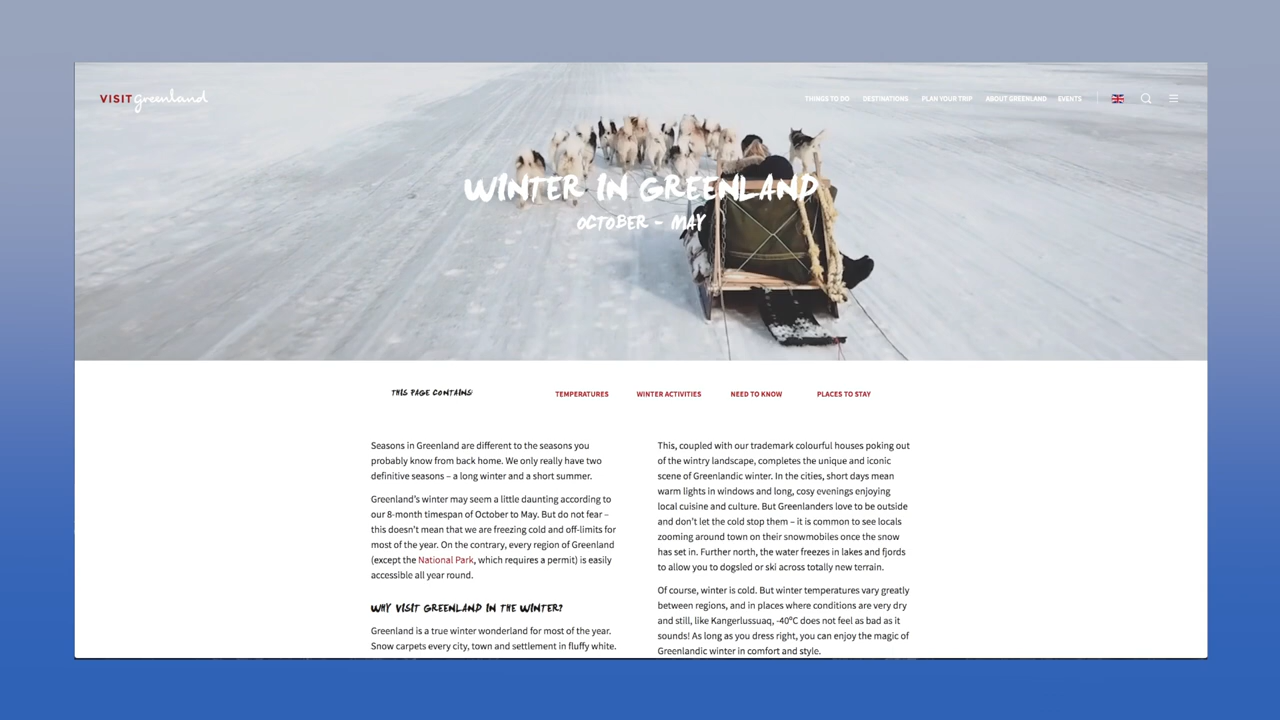 VISIT greenland
THINGS TO DO
DESTINATIONS
PLAN YOUR TRIP
ABOUT GREENLAND
EVENTS
WINTER IN GREENLAND
OCTOBER - MAY
THIS PAGE CONTAINS:
TEMPERATURES
WINTER ACTIVITIES
NEED TO KNOW
PLACES TO STAY
Seasons in Greenland are different to the seasons you
probably know from back home. We only really have two
definitive seasons – a long winter and a short summer.
Greenland's winter may seem a little daunting according to
our 8-month timespan of October to May. But do not fear –
this doesn't mean that we are freezing cold and off-limits for
most of the year. On the contrary, every region of Greenland
(except the National Park, which requires a permit) is easily
accessible all year round.
WHY VISIT GREENLAND IN THE WINTER?
Greenland is a true winter wonderland for most of the year.
Snow carpets every city, town and settlement in fluffy white.
This, coupled with our trademark colourful houses poking out
of the wintry landscape, completes the unique and iconic
scene of Greenlandic winter. In the cities, short days mean
warm lights in windows and long, cosy evenings enjoying
local cuisine and culture. But Greenlanders love to be outside
and don't let the cold stop them – it is common to see locals
zooming around town on their snowmobiles once the snow
has set in. Further north, the water freezes in lakes and fjords
to allow you to dogsled or ski across totally new terrain.
Of course, winter is cold. But winter temperatures vary greatly
between regions, and in places where conditions are very dry
and still, like Kangerlussuaq, -40°C does not feel as bad as it
sounds! As long as you dress right, you can enjoy the magic of
Greenlandic winter in comfort and style.